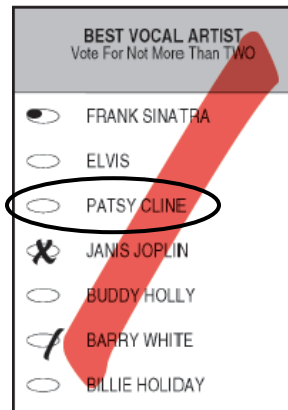 BEST VOCAL ARTIST
Vote For Not More Than TWO
FRANK SINATRA
ELVIS
PATSY CLINE
JANIS JOPLIN
BUDDY HOLLY
BARRY WHITE
BILLIE HOLIDAY